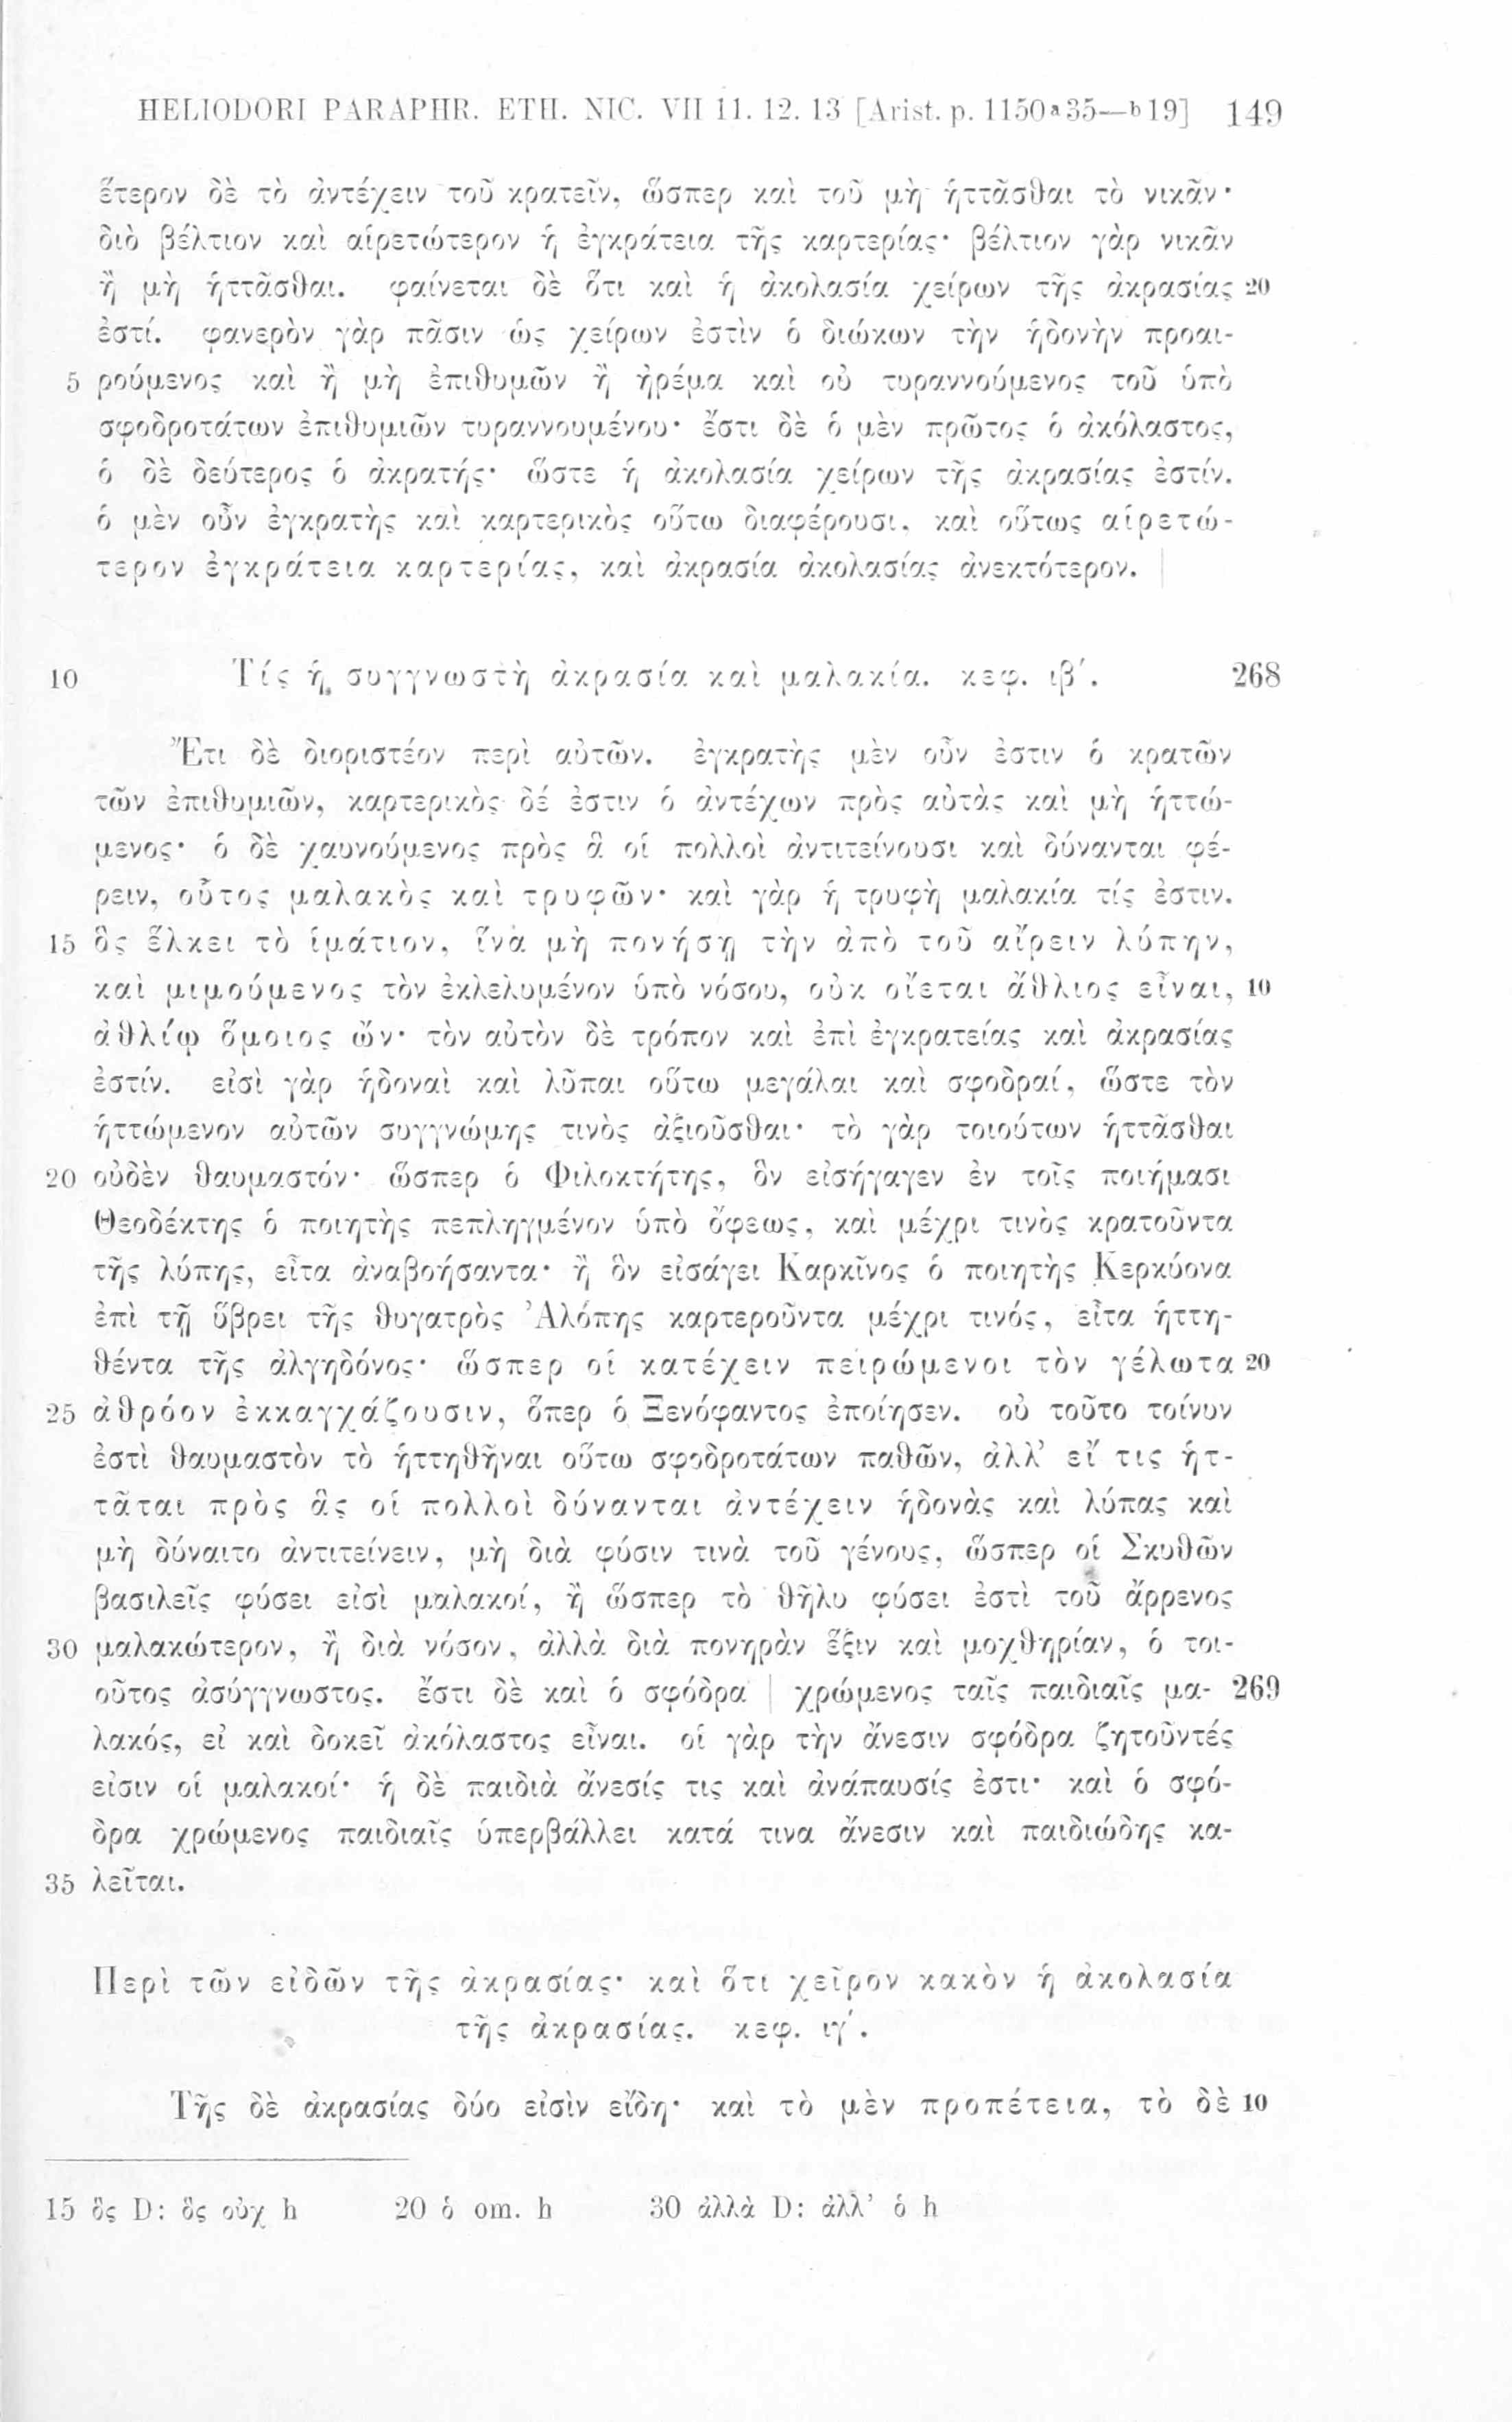 HELIODORI PARAPHR. ETH. NIC. VII 11. 12. 13 [Arist. p. 1150ᵃ35—ᵇ19] 149
ἕτερον δὲ τὸ ἀντέχειν τοῦ κρατεῖν, ὥσπερ καὶ τοῦ μὴ ἡττᾶσθαι τὸ νικᾶν·
διὸ βέλτιον καὶ αἱρετώτερον ἡ ἐγκράτεια τῆς καρτερίας· βέλτιον γὰρ νικᾶν
ἢ μὴ ἡττᾶσθαι. φαίνεται δὲ ὅτι καὶ ἡ ἀκολασία χείρων τῆς ἀκρασίας 20
ἐστί. φανερὸν γὰρ πᾶσιν ὡς χείρων ἐστὶν ὁ διώκων τὴν ἡδονὴν προαι-
5 ρούμενος καὶ ἢ μὴ ἐπιθυμῶν ἢ ἠρέμα καὶ οὐ τυραννούμενος τοῦ ὑπὸ
σφοδροτάτων ἐπιθυμιῶν τυραννουμένου· ἔστι δὲ ὁ μὲν πρῶτος ὁ ἀκόλαστος,
ὁ δὲ δεύτερος ὁ ἀκρατής· ὥστε ἡ ἀκολασία χείρων τῆς ἀκρασίας ἐστίν.
ὁ μὲν οὖν ἐγκρατὴς καὶ καρτερικὸς οὕτω διαφέρουσι, καὶ οὕτως αἱρετώ-
τερον ἐγκράτεια καρτερίας, καὶ ἀκρασία ἀκολασίας ἀνεκτότερον. |
10 Τίς ἡ συγγνωστὴ ἀκρασία καὶ μαλακία. κεφ. ιβ΄. 268
Ἔτι δὲ διοριστέον περὶ αὐτῶν. ἐγκρατὴς μὲν οὖν ἐστιν ὁ κρατῶν
τῶν ἐπιθυμιῶν, καρτερικὸς δέ ἐστιν ὁ ἀντέχων πρὸς αὐτὰς καὶ μὴ ἡττώ-
μενος· ὁ δὲ χαυνούμενος πρὸς ἃ οἱ πολλοὶ ἀντιτείνουσι καὶ δύνανται φέ-
ρειν, οὗτος μαλακὸς καὶ τρυφῶν· καὶ γὰρ ἡ τρυφὴ μαλακία τίς ἐστιν.
15 ὃς ἕλκει τὸ ἱμάτιον, ἵνα μὴ πονήσῃ τὴν ἀπὸ τοῦ αἴρειν λύπην,
καὶ μιμούμενος τὸν ἐκλελυμένον ὑπὸ νόσου, οὐκ οἴεται ἄθλιος εἶναι, 10
ἀθλίῳ ὅμοιος ὤν· τὸν αὐτὸν δὲ τρόπον καὶ ἐπὶ ἐγκρατείας καὶ ἀκρασίας
ἐστίν. εἰσὶ γὰρ ἡδοναὶ καὶ λῦπαι οὕτω μεγάλαι καὶ σφοδραί, ὥστε τὸν
ἡττώμενον αὐτῶν συγγνώμης τινὸς ἀξιοῦσθαι· τὸ γὰρ τοιούτων ἡττᾶσθαι
20 οὐδὲν θαυμαστόν· ὥσπερ ὁ Φιλοκτήτης, ὃν εἰσήγαγεν ἐν τοῖς ποιήμασι
Θεοδέκτης ὁ ποιητὴς πεπληγμένον ὑπὸ ὄφεως, καὶ μέχρι τινὸς κρατοῦντα
τῆς λύπης, εἶτα ἀναβοήσαντα· ἢ ὃν εἰσάγει Καρκῖνος ὁ ποιητὴς Κερκύονα
ἐπὶ τῇ ὕβρει τῆς θυγατρὸς Ἀλόπης καρτεροῦντα μέχρι τινός, εἶτα ἡττη-
θέντα τῆς ἀλγηδόνος· ὥσπερ οἱ κατέχειν πειρώμενοι τὸν γέλωτα 20
25 ἀθρόον ἐκκαγχάζουσιν, ὅπερ ὁ Ξενόφαντος ἐποίησεν. οὐ τοῦτο τοίνυν
ἐστὶ θαυμαστὸν τὸ ἡττηθῆναι οὕτω σφοδροτάτων παθῶν, ἀλλ’ εἴ τις ἡτ-
τᾶται πρὸς ἃς οἱ πολλοὶ δύνανται ἀντέχειν ἡδονὰς καὶ λύπας καὶ
μὴ δύναιτο ἀντιτείνειν, μὴ διὰ φύσιν τινὰ τοῦ γένους, ὥσπερ οἱ Σκυθῶν
βασιλεῖς φύσει εἰσὶ μαλακοί, ἢ ὥσπερ τὸ θῆλυ φύσει ἐστὶ τοῦ ἄρρενος
30 μαλακώτερον, ἢ διὰ νόσον, ἀλλὰ διὰ πονηρὰν ἕξιν καὶ μοχθηρίαν, ὁ τοι-
οῦτος ἀσύγγνωστος. ἔστι δὲ καὶ ὁ σφόδρα | χρώμενος ταῖς παιδιαῖς μα- 269
λακός, εἰ καὶ δοκεῖ ἀκόλαστος εἶναι. οἱ γὰρ τὴν ἄνεσιν σφόδρα ζητοῦντές
εἰσιν οἱ μαλακοί· ἡ δὲ παιδιὰ ἄνεσίς τις καὶ ἀνάπαυσίς ἐστι· καὶ ὁ σφό-
δρα χρώμενος παιδιαῖς ὑπερβάλλει κατά τινα ἄνεσιν καὶ παιδιώδης κα-
35 λεῖται.
Περὶ τῶν εἰδῶν τῆς ἀκρασίας· καὶ ὅτι χεῖρον κακὸν ἡ ἀκολασία
τῆς ἀκρασίας. κεφ. ιγ΄.
Τῆς δὲ ἀκρασίας δύο εἰσὶν εἴδη· καὶ τὸ μὲν προπέτεια, τὸ δὲ 10
15 ὃς D: ὃς οὐχ h 20 ὁ om. h 30 ἀλλὰ D: ἀλλ’ ὁ h